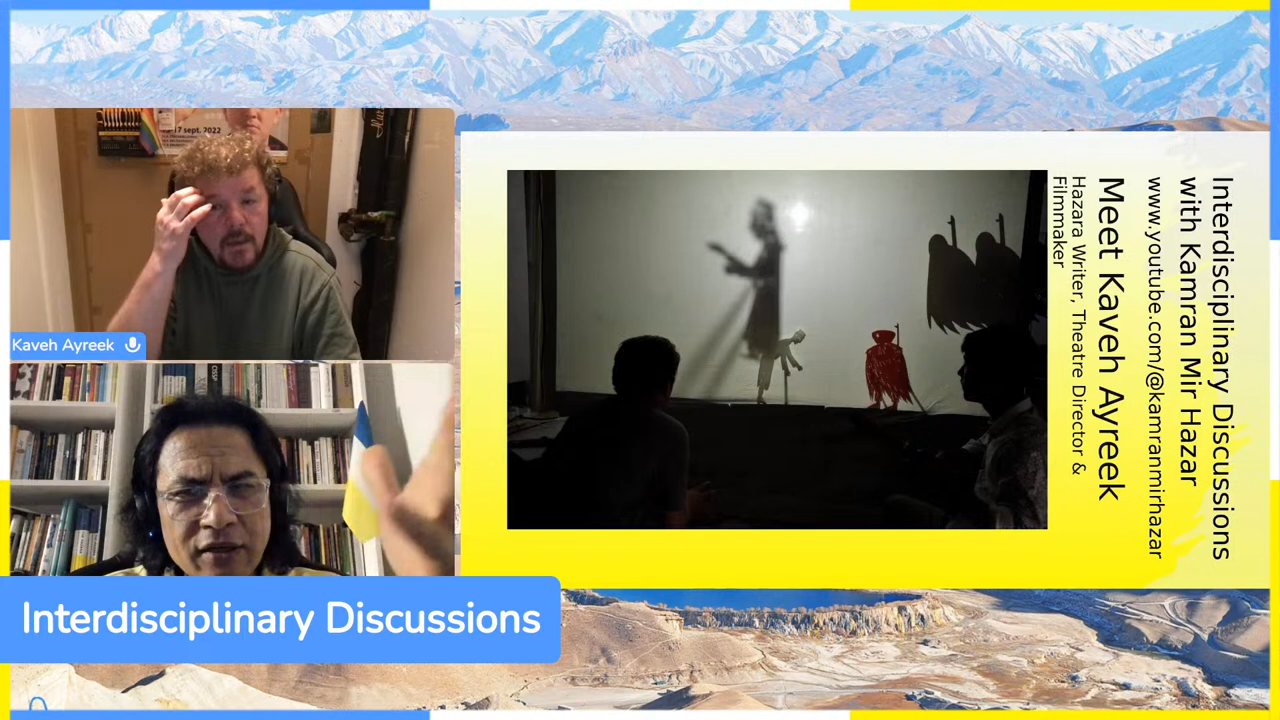 17 sept. 2022
Kaveh Ayreek
CISSP
Interdisciplinary Discussions
Interdisciplinary Discussions
with Kamran Mir Hazar
www.youtube.com/@kamranmirhazar
Meet Kaveh Ayreek
Hazara Writer, Theatre Director &
Filmmaker